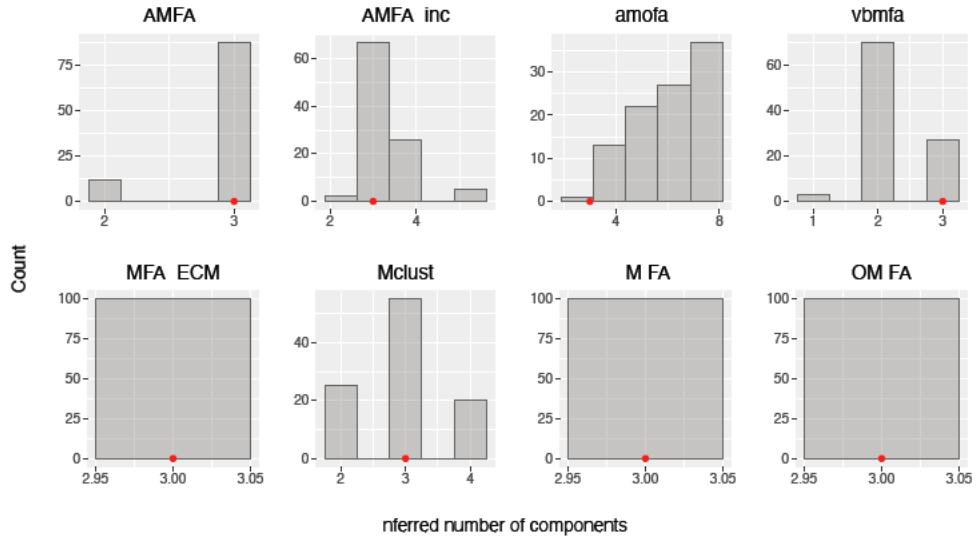 AMFA AMFA inc amofa vbmfa
75 60 30 60
50 40 20 40
25 20 10 20
0 0 0 0
2 3 2 4 4 8 1 2 3
Count
MFA ECM Mclust M FA OM FA
100 100 100
75 40 75 75
50 50 50
25 20 25 25
0 0 0 0
2.95 3.00 3.05 2 3 4 2.95 3.00 3.05 2.95 3.00 3.05
nferred number of components